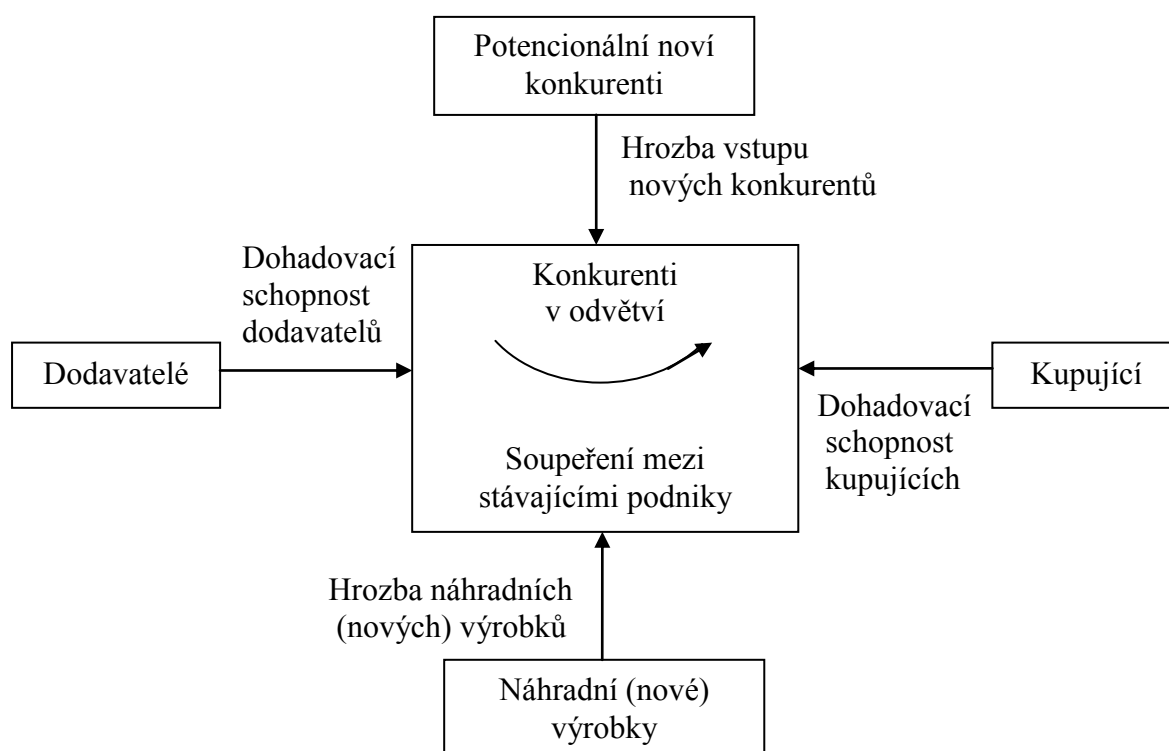 Potencionální noví
konkurenti
Hrozba vstupu
nových konkurentů
Dohadovací
schopnost
dodavatelů
Konkurenti
v odvětví
Dodavatelé
Kupující
Dohadovací
schopnost
kupujících
Soupeření mezi
stávajícími podniky
Hrozba náhradních
(nových) výrobků
Náhradní (nové)
výrobky